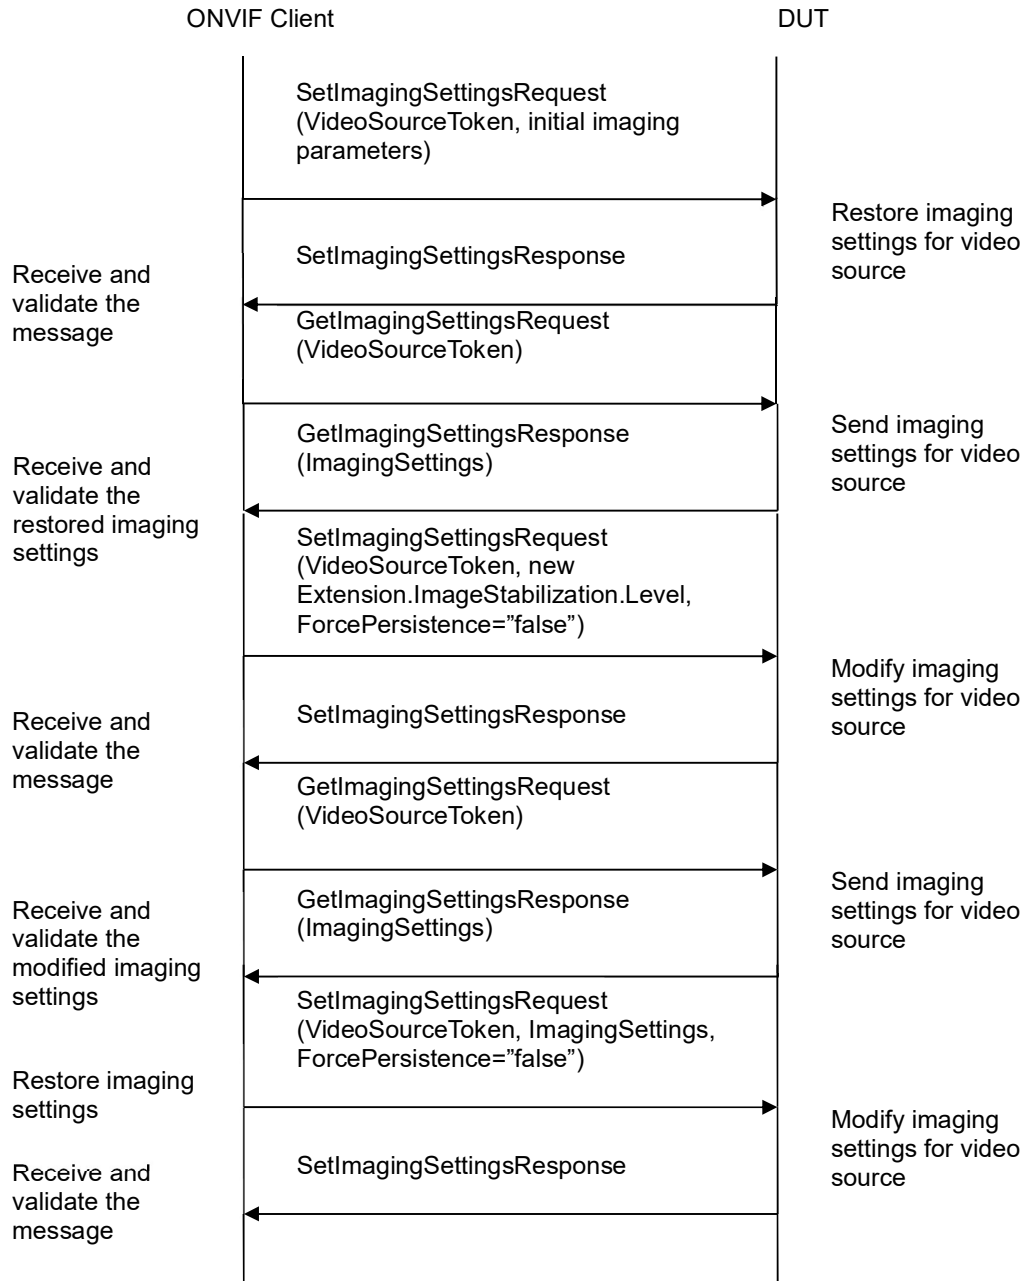 ONVIF Client
DUT
SetImagingSettingsRequest
(VideoSourceToken, initial imaging
parameters)
Restore imaging
settings for video
source
SetImagingSettingsResponse
Receive and
validate the
message
GetImagingSettingsRequest
(VideoSourceToken)
Send imaging
settings for video
source
GetImagingSettingsResponse
(ImagingSettings)
Receive and
validate the
restored imaging
settings
SetImagingSettingsRequest
(VideoSourceToken, new
Extension.ImageStabilization.Level,
ForcePersistence=”false”)
Modify imaging
settings for video
source
SetImagingSettingsResponse
Receive and
validate the
message
GetImagingSettingsRequest
(VideoSourceToken)
Send imaging
settings for video
source
GetImagingSettingsResponse
(ImagingSettings)
Receive and
validate the
modified imaging
settings
SetImagingSettingsRequest
(VideoSourceToken, ImagingSettings,
ForcePersistence=”false”)
Restore imaging
settings
Modify imaging
settings for video
source
SetImagingSettingsResponse
Receive and
validate the
message